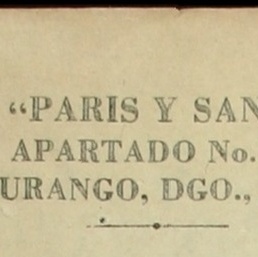 “PARIS Y SAN
APARTADO No.
URANGO, DGO.,